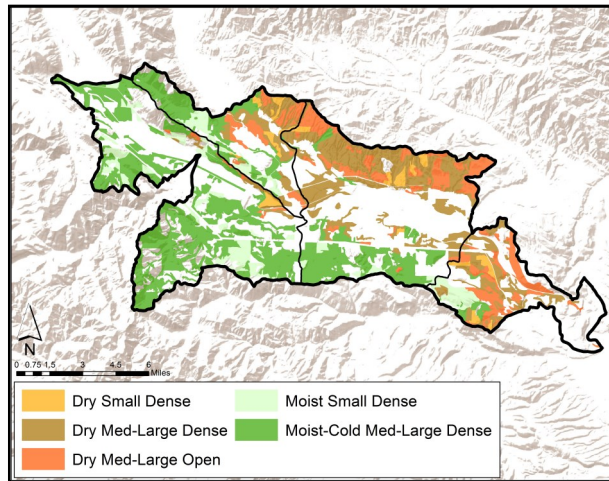 N
0 0.75 1.5 3 4.5 6
Miles
Dry Small Dense
Moist Small Dense
Dry Med-Large Dense
Moist-Cold Med-Large Dense
Dry Med-Large Open